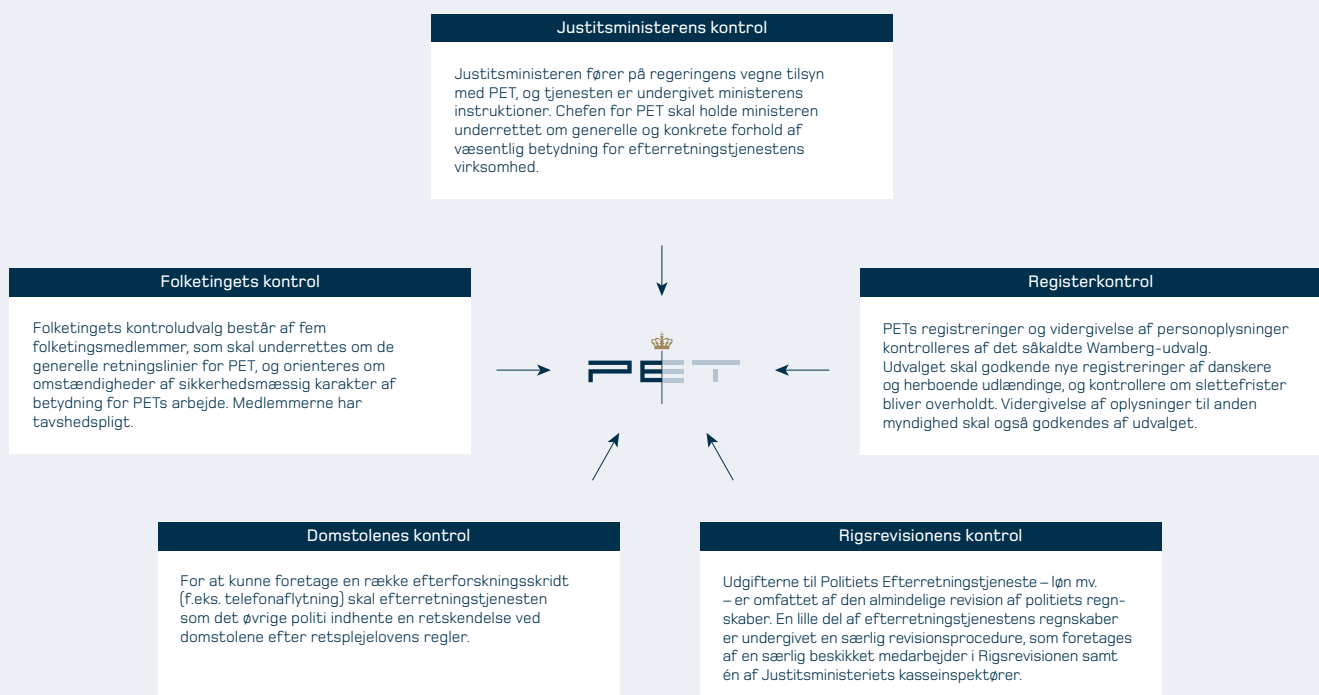 Justitsministerens kontrol
Justitsministeren fører på regeringens vegne tilsyn
med PET, og tjenesten er undergivet ministerens
instruktioner. Chefen for PET skal holde ministeren
underrettet om generelle og konkrete forhold af
væsentlig betydning for efterretningstjenestens
virksomhed.
Folketingets kontrol
Folketingets kontroludvalg består af fem
folketingsmedlemmer, som skal underrettes om de
generelle retningslinier for PET, og orienteres om
omstændigheder af sikkerhedsmæssig karakter af
betydning for PETs arbejde. Medlemmerne har
tavshedspligt.
PET
Registerkontrol
PETs registreringer og vidergivelse af personoplysninger
kontrolleres af det såkaldte Wamberg-udvalg.
Udvalget skal godkende nye registreringer af danskere
og herboende udlændinge, og kontrollere om slettefrister
bliver overholdt. Vidergivelse af oplysninger til anden
myndighed skal også godkendes af udvalget.
Domstolenes kontrol
For at kunne foretage en række efterforskningsskridt
(f.eks. telefonaflytning) skal efterretningstjenesten
som det øvrige politi indhente en retskendelse ved
domstolene efter retsplejelovens regler.
Rigsrevisionens kontrol
Udgifterne til Politiets Efterretningstjeneste – løn mv.
– er omfattet af den almindelige revision af politiets regn-
skaber. En lille del af efterretningstjenestens regnskaber
er undergivet en særlig revisionsprocedure, som foretages
af en særlig beskikket medarbejder i Rigsrevisionen samt
én af Justitsministeriets kasseinspektører.